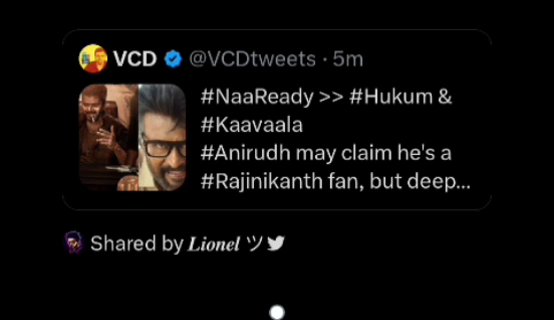 VCD @VCDtweets · 5m
#NaaReady >> #Hukum &
#Kaavaala
#Anirudh may claim he's a
#Rajinikanth fan, but deep...
Shared by Lionel ツ